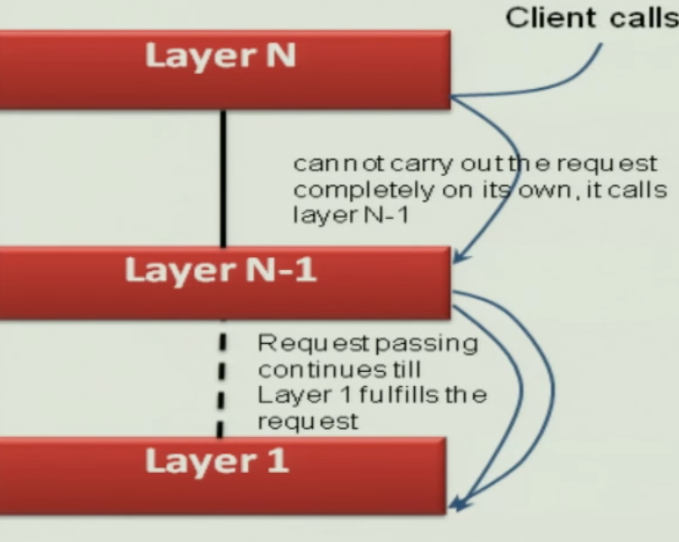 Client calls
Layer N
cannot carry out the request
completely on its own, it calls
layer N-1
Layer N-1
Request passing
continues till
Layer 1 fulfills the
request
Layer 1